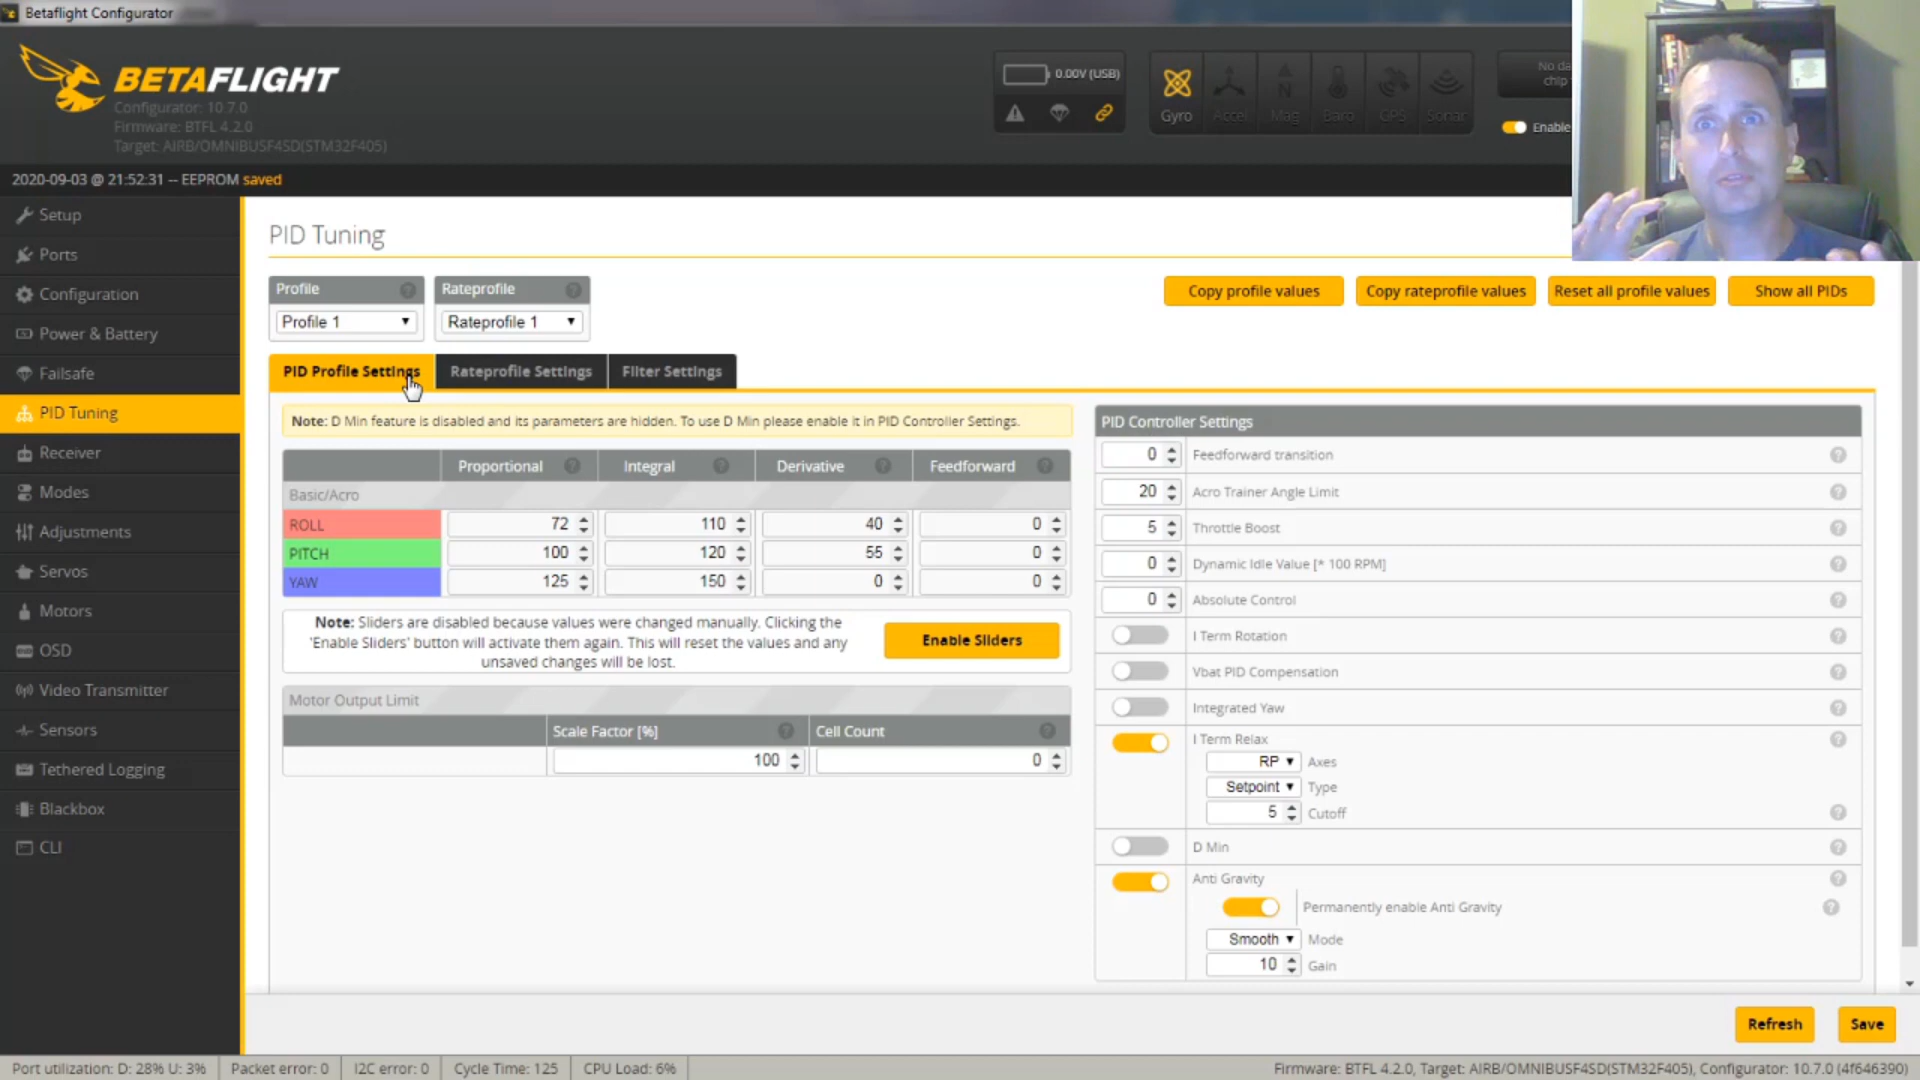 Betaflight Configurator
BETAFLIGHT
Configurator: 10.7.0
Firmware: BTFL 4.2.0
Target: AIRB/OMNIBUSF4SD(STM32F405)
0.00V (USB)
Gyro
Accel
Mag
Baro
GPS
Sonar
No da
chip
Enable
2020-09-03 @ 21:52:31 -- EEPROM saved
Setup
Ports
Configuration
Power & Battery
Failsafe
PID Tuning
Receiver
Modes
Adjustments
Servos
Motors
OSD
Video Transmitter
Sensors
Tethered Logging
Blackbox
CLI
PID Tuning
Profile
Rateprofile
Profile 1
Rateprofile 1
Copy profile values
Copy rateprofile values
Reset all profile values
Show all PIDs
PID Profile Settings
Rateprofile Settings
Filter Settings
Note: D Min feature is disabled and its parameters are hidden. To use D Min please enable it in PID Controller Settings.
Proportional Integral Derivative Feedforward
Basic/Acro
ROLL 72 110 40 0
PITCH 100 120 55 0
YAW 125 150 0 0
Note: Sliders are disabled because values were changed manually. Clicking the
'Enable Sliders' button will activate them again. This will reset the values and any
unsaved changes will be lost.
Enable Sliders
Motor Output Limit
Scale Factor [%] Cell Count
100 0
PID Controller Settings
0 Feedforward transition
20 Acro Trainer Angle Limit
5 Throttle Boost
0 Dynamic Idle Value [* 100 RPM]
0 Absolute Control
I Term Rotation
Vbat PID Compensation
Integrated Yaw
I Term Relax
RP Axes
Setpoint Type
5 Cutoff
D Min
Anti Gravity
Permanently enable Anti Gravity
Smooth Mode
10 Gain
Refresh
Save
Port utilization: D: 28% U: 3%
Packet error: 0
I2C error: 0
Cycle Time: 125
CPU Load: 6%
Firmware: BTFL 4.2.0, Target: AIRB/OMNIBUSF4SD(STM32F405), Configurator: 10.7.0 (4f646390)